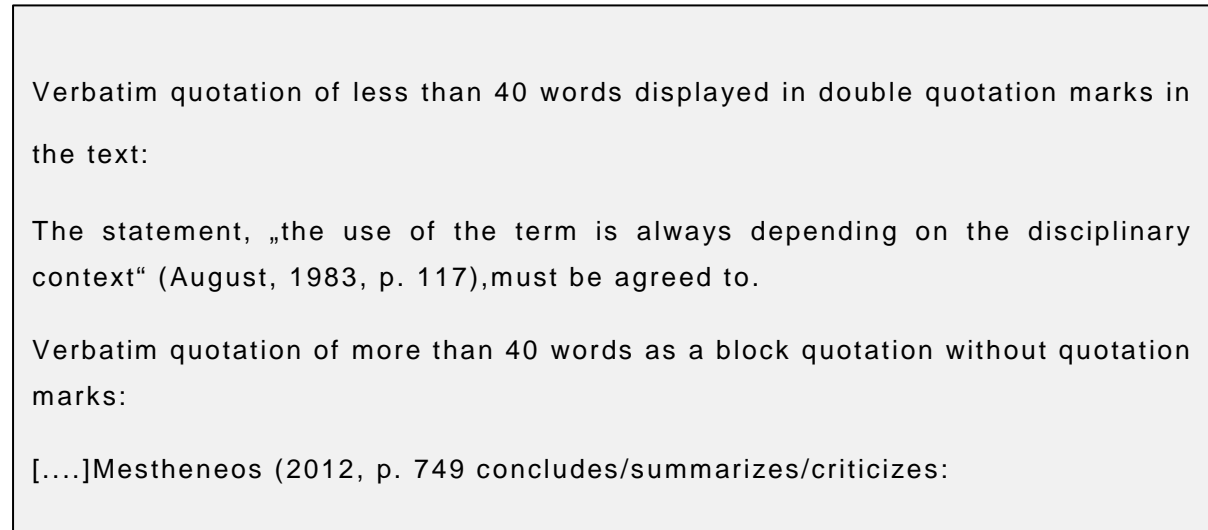 Verbatim quotation of less than 40 words displayed in double quotation marks in
the text:
The statement, „the use of the term is always depending on the disciplinary
context“ (August, 1983, p. 117),must be agreed to.
Verbatim quotation of more than 40 words as a block quotation without quotation
marks:
[....]Mestheneos (2012, p. 749 concludes/summarizes/criticizes: